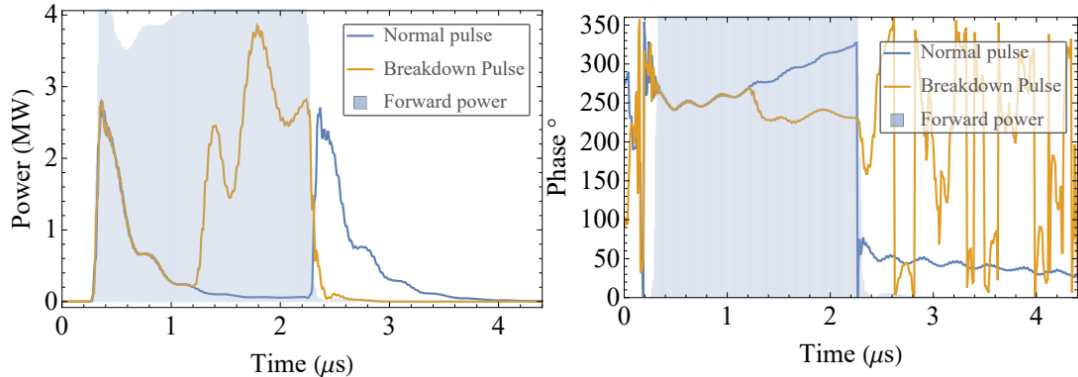 4
3
2
1
0
Power (MW)
Normal pulse
Breakdown Pulse
Forward power
0 1 2 3 4
Time (μs)
350
300
250
200
150
100
50
0
Phase °
Normal pulse
Breakdown Pulse
Forward power
0 1 2 3 4
Time (μs)